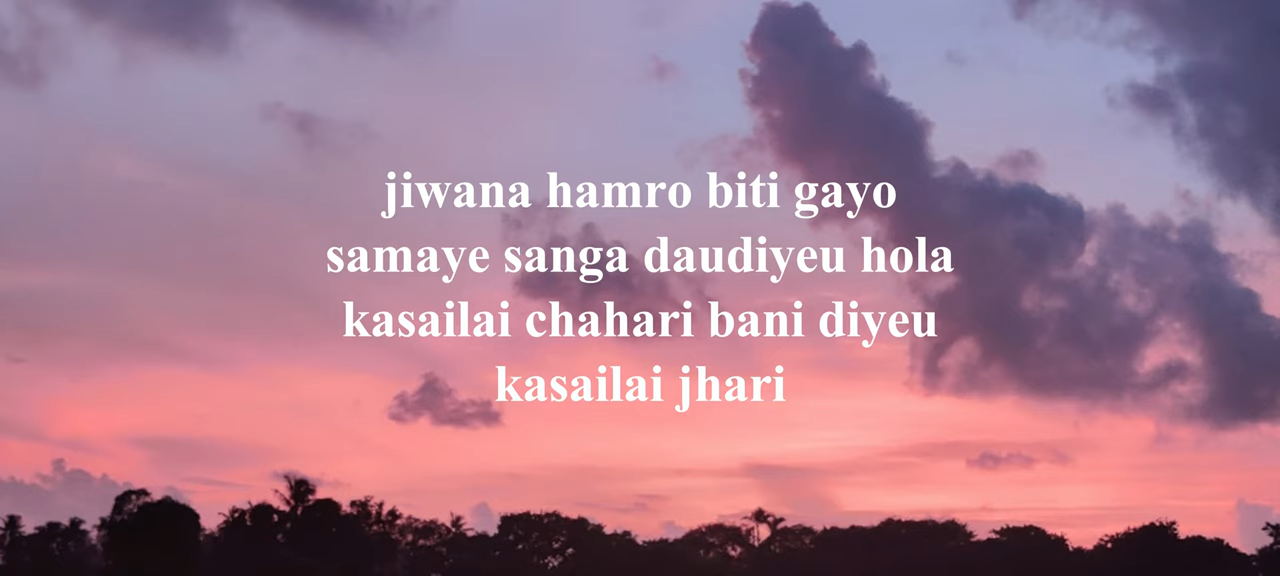 jiwana hamro biti gayo
samaye sanga daudiyeu hola
kasailai chahari bani diyeu
kasailai jhari